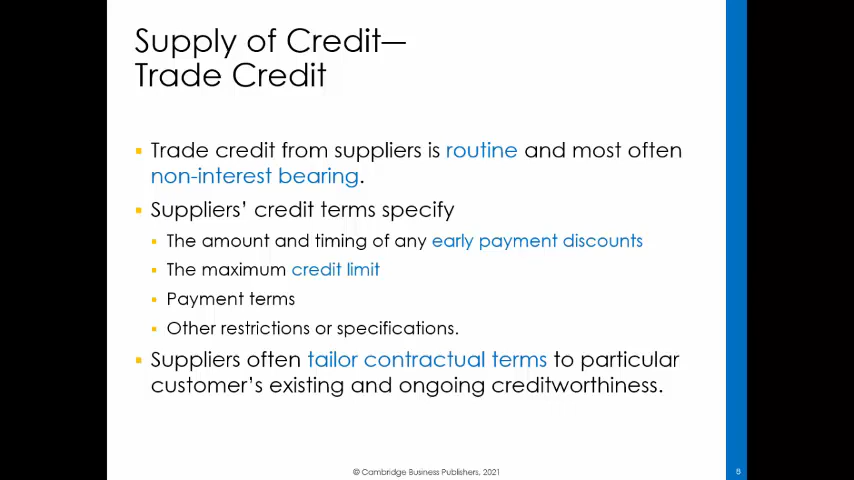 Supply of Credit—
Trade Credit
Trade credit from suppliers is routine and most often
non-interest bearing.
Suppliers’ credit terms specify
The amount and timing of any early payment discounts
The maximum credit limit
Payment terms
Other restrictions or specifications.
Suppliers often tailor contractual terms to particular
customer’s existing and ongoing creditworthiness.
© Cambridge Business Publishers, 2021